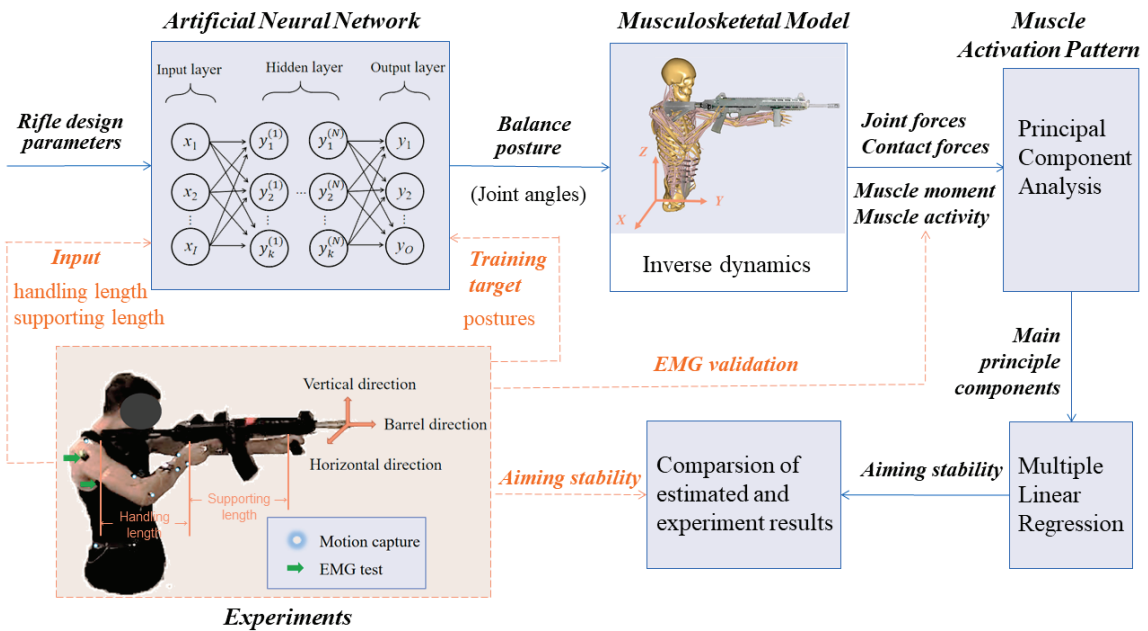 Artificial Neural Network
Musculosketetal Model
Muscle
Activation Pattern
Input layer
Hidden layer
Output layer
Rifle design
parameters
x1
x2
⋮
xI
y1(1)
y2(1)
⋮
yk(1)
...
y1(N)
y2(N)
⋮
yk(N)
y1
y2
⋮
yO
Balance
posture
(Joint angles)
Z
Y
X
Inverse dynamics
Joint forces
Contact forces
Muscle moment
Muscle activity
Principal
Component
Analysis
Input
handling length
supporting length
Training
target
postures
EMG validation
Main
principle
components
Vertical direction
Barrel direction
Horizontal direction
Supporting
length
Handling
length
Motion capture
EMG test
Experiments
Aiming stability
Comparsion of
estimated and
experiment results
Aiming stability
Multiple
Linear
Regression